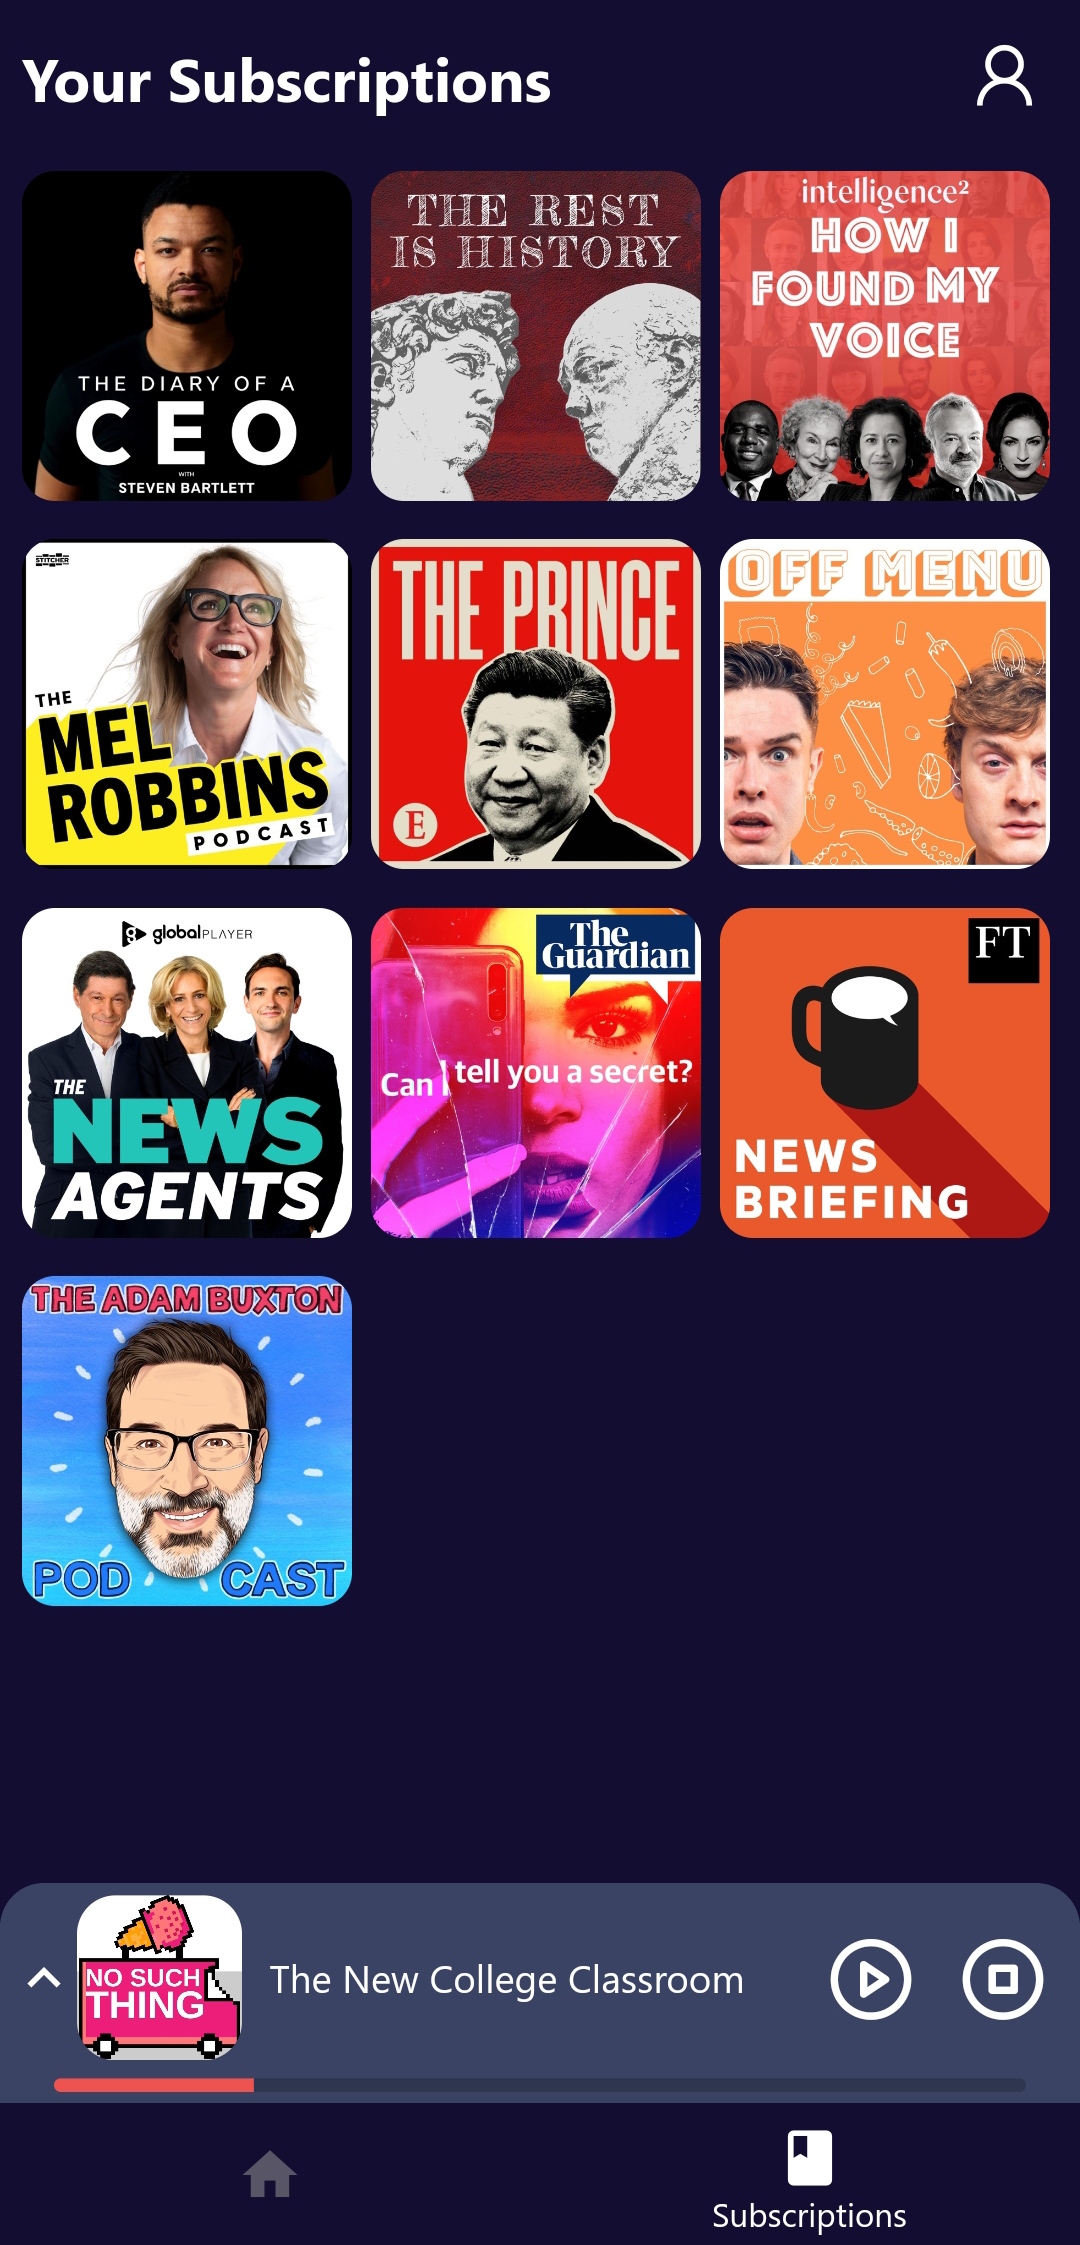 Your Subscriptions
THE DIARY OF A
CEO
WITH
STEVEN BARTLETT
THE REST
IS HISTORY
intelligence²
HOW I
FOUND MY
VOICE
STITCHER
THE
MEL
ROBBINS
PODCAST
THE PRINCE
E
OFF MENU
globalPLAYER
THE
NEWS
AGENTS
The
Guardian
Can I tell you a secret?
FT
NEWS
BRIEFING
THE ADAM BUXTON
POD CAST
NO SUCH
THING
The New College Classroom
Subscriptions